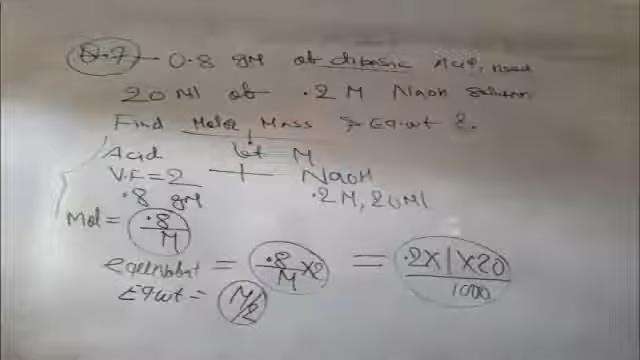 Q.7) - 0.8 gm of dibasic Acid, need
20 Ml of .2 M NaOH solution
Find Molar Mass & Eq.wt ?.
Acid let M
V.F = 2 + NaOH
.8 gm .2 M, 20 Ml
Mol = .8/M
= .8/M × 2 = .2 × 1 × 20/1000
Eq wt = M/2